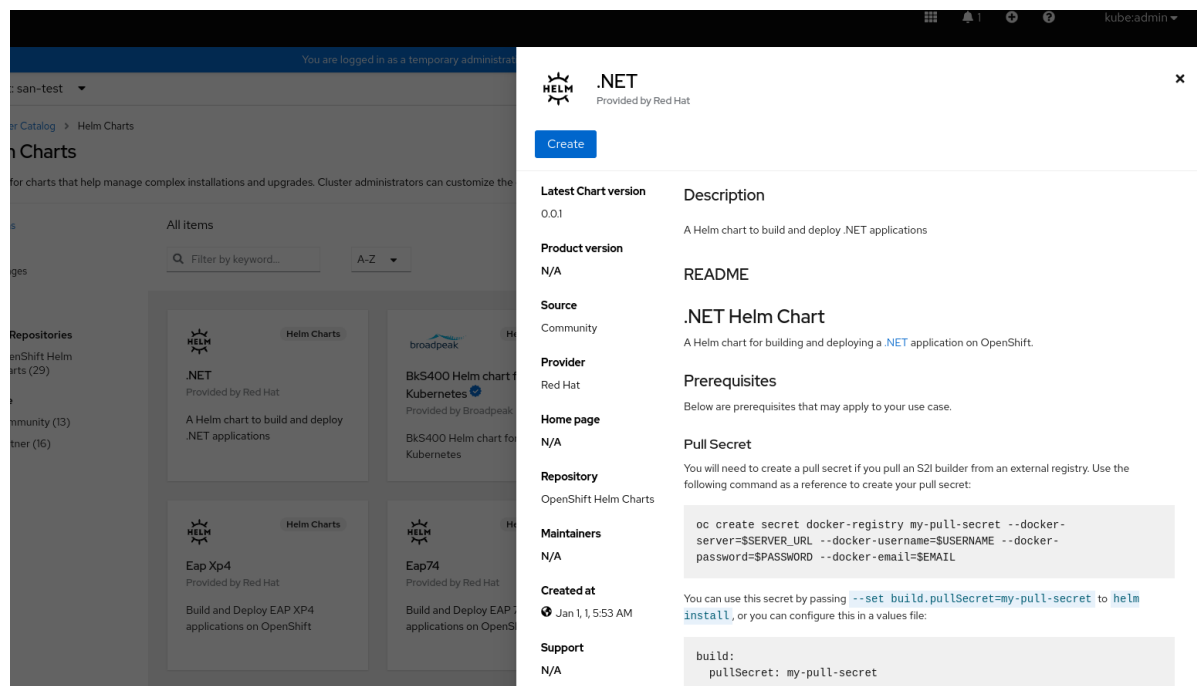 1
kube:admin
You are logged in as a temporary administrat
: san-test
er Catalog > Helm Charts
n Charts
for charts that help manage complex installations and upgrades. Cluster administrators can customize the
s
All items
Filter by keyword...
A-Z
ges
Repositories
enShift Helm
arts (29)
e
mmunity (13)
tner (16)
HELM
Helm Charts
.NET
Provided by Red Hat
A Helm chart to build and deploy
.NET applications
broadpeak
He
BkS400 Helm chart f
Kubernetes
Provided by Broadpeak
BkS400 Helm chart for
Kubernetes
HELM
Helm Charts
Eap Xp4
Provided by Red Hat
Build and Deploy EAP XP4
applications on OpenShift
HELM
He
Eap74
Provided by Red Hat
Build and Deploy EAP 7
applications on OpenS
HELM
.NET
Provided by Red Hat
Create
Latest Chart version
0.0.1
Product version
N/A
Source
Community
Provider
Red Hat
Home page
N/A
Repository
OpenShift Helm Charts
Maintainers
N/A
Created at
Jan 1, 1, 5:53 AM
Support
N/A
Description
A Helm chart to build and deploy .NET applications
README
.NET Helm Chart
A Helm chart for building and deploying a .NET application on OpenShift.
Prerequisites
Below are prerequisites that may apply to your use case.
Pull Secret
You will need to create a pull secret if you pull an S2I builder from an external registry. Use the
following command as a reference to create your pull secret:
oc create secret docker-registry my-pull-secret --docker-
server=$SERVER_URL --docker-username=$USERNAME --docker-
password=$PASSWORD --docker-email=$EMAIL
You can use this secret by passing --set build.pullSecret=my-pull-secret to helm
install, or you can configure this in a values file:
build:
  pullSecret: my-pull-secret